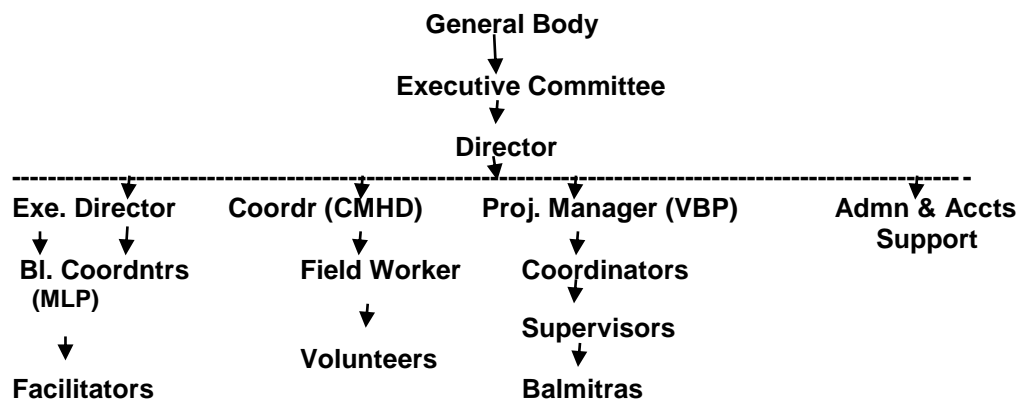 General Body
Executive Committee
Director
Exe. Director Coordr (CMHD) Proj. Manager (VBP) Admn & Accts
Support
Bl. Coordntrs Field Worker Coordinators
(MLP)
Supervisors
Volunteers
Facilitators Balmitras